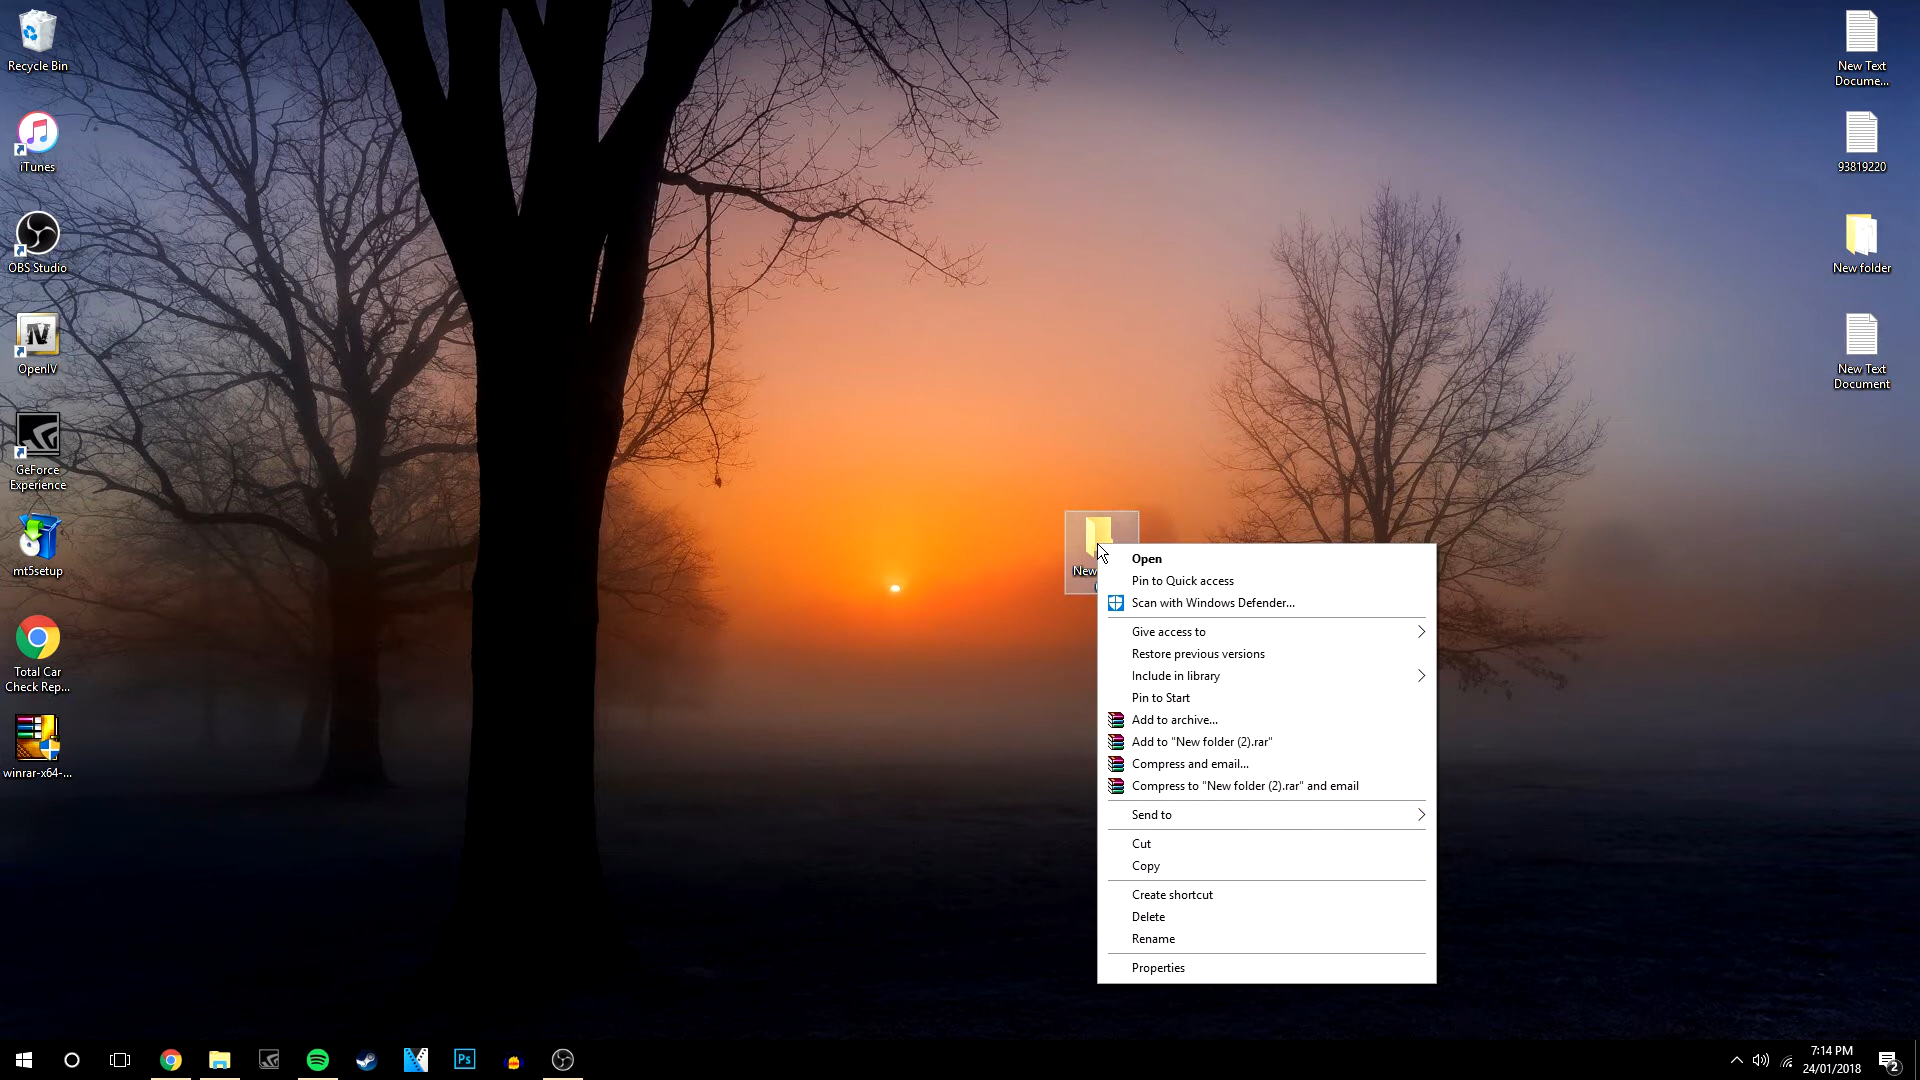 Recycle Bin
iTunes
OBS Studio
OpenIV
GeForce
Experience
mt5setup
Total Car
Check Rep...
winrar-x64-...
New Text
Docume...
93819220
New folder
New Text
Document
New
Open
Pin to Quick access
Scan with Windows Defender...
Give access to
Restore previous versions
Include in library
Pin to Start
Add to archive...
Add to "New folder (2).rar"
Compress and email...
Compress to "New folder (2).rar" and email
Send to
Cut
Copy
Create shortcut
Delete
Rename
Properties
Ps
7:14 PM
24/01/2018
2